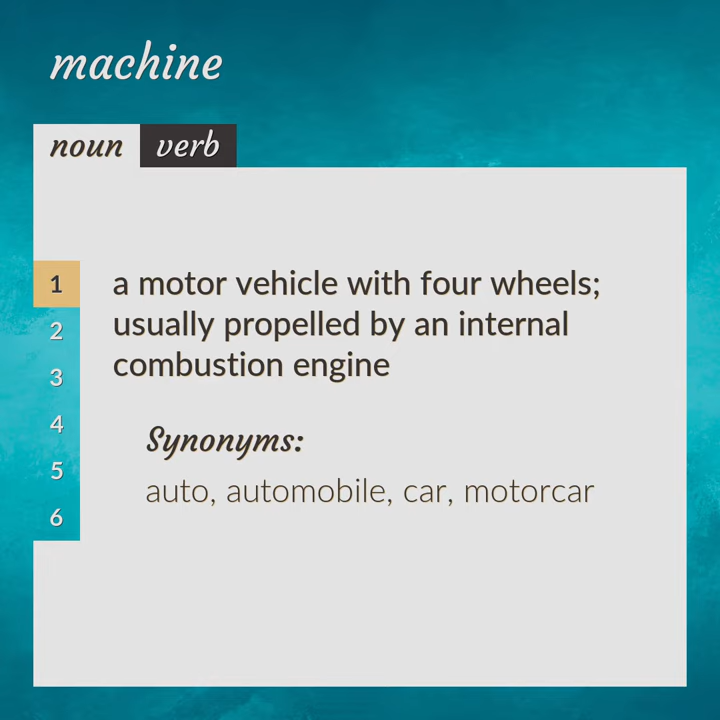 machine
noun verb
1
a motor vehicle with four wheels;
usually propelled by an internal
combustion engine
2
3
4
5
6
Synonyms:
auto, automobile, car, motorcar